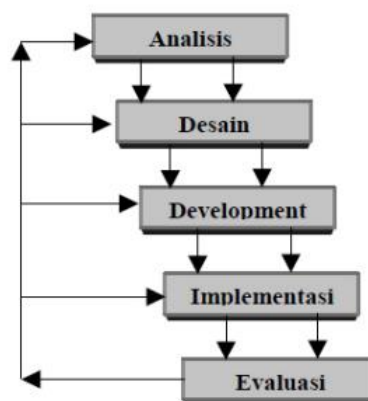 Analisis
Desain
Development
Implementasi
Evaluasi